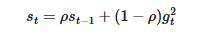 s_t = ρs_{t−1} + (1 − ρ)g_t^2